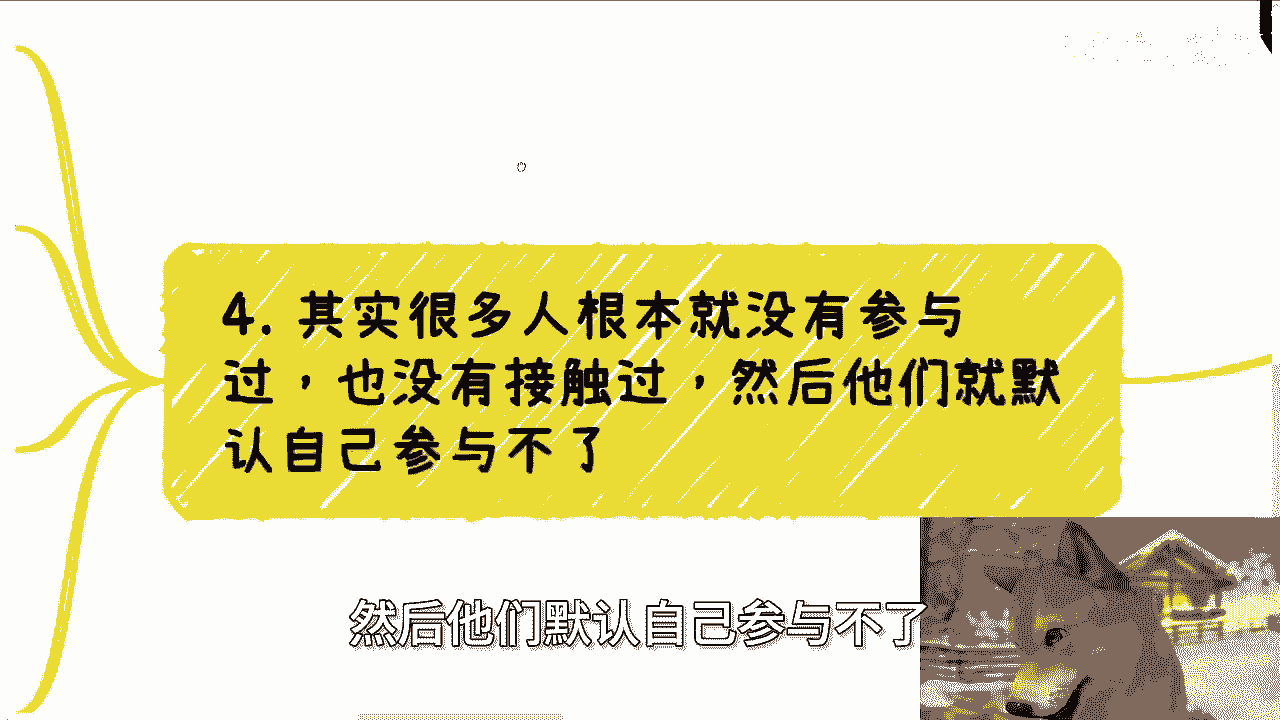 4. 其实很多人根本就没有参与
过，也没有接触过，然后他们就默
认自己参与不了
然后他们默认自己参与不了